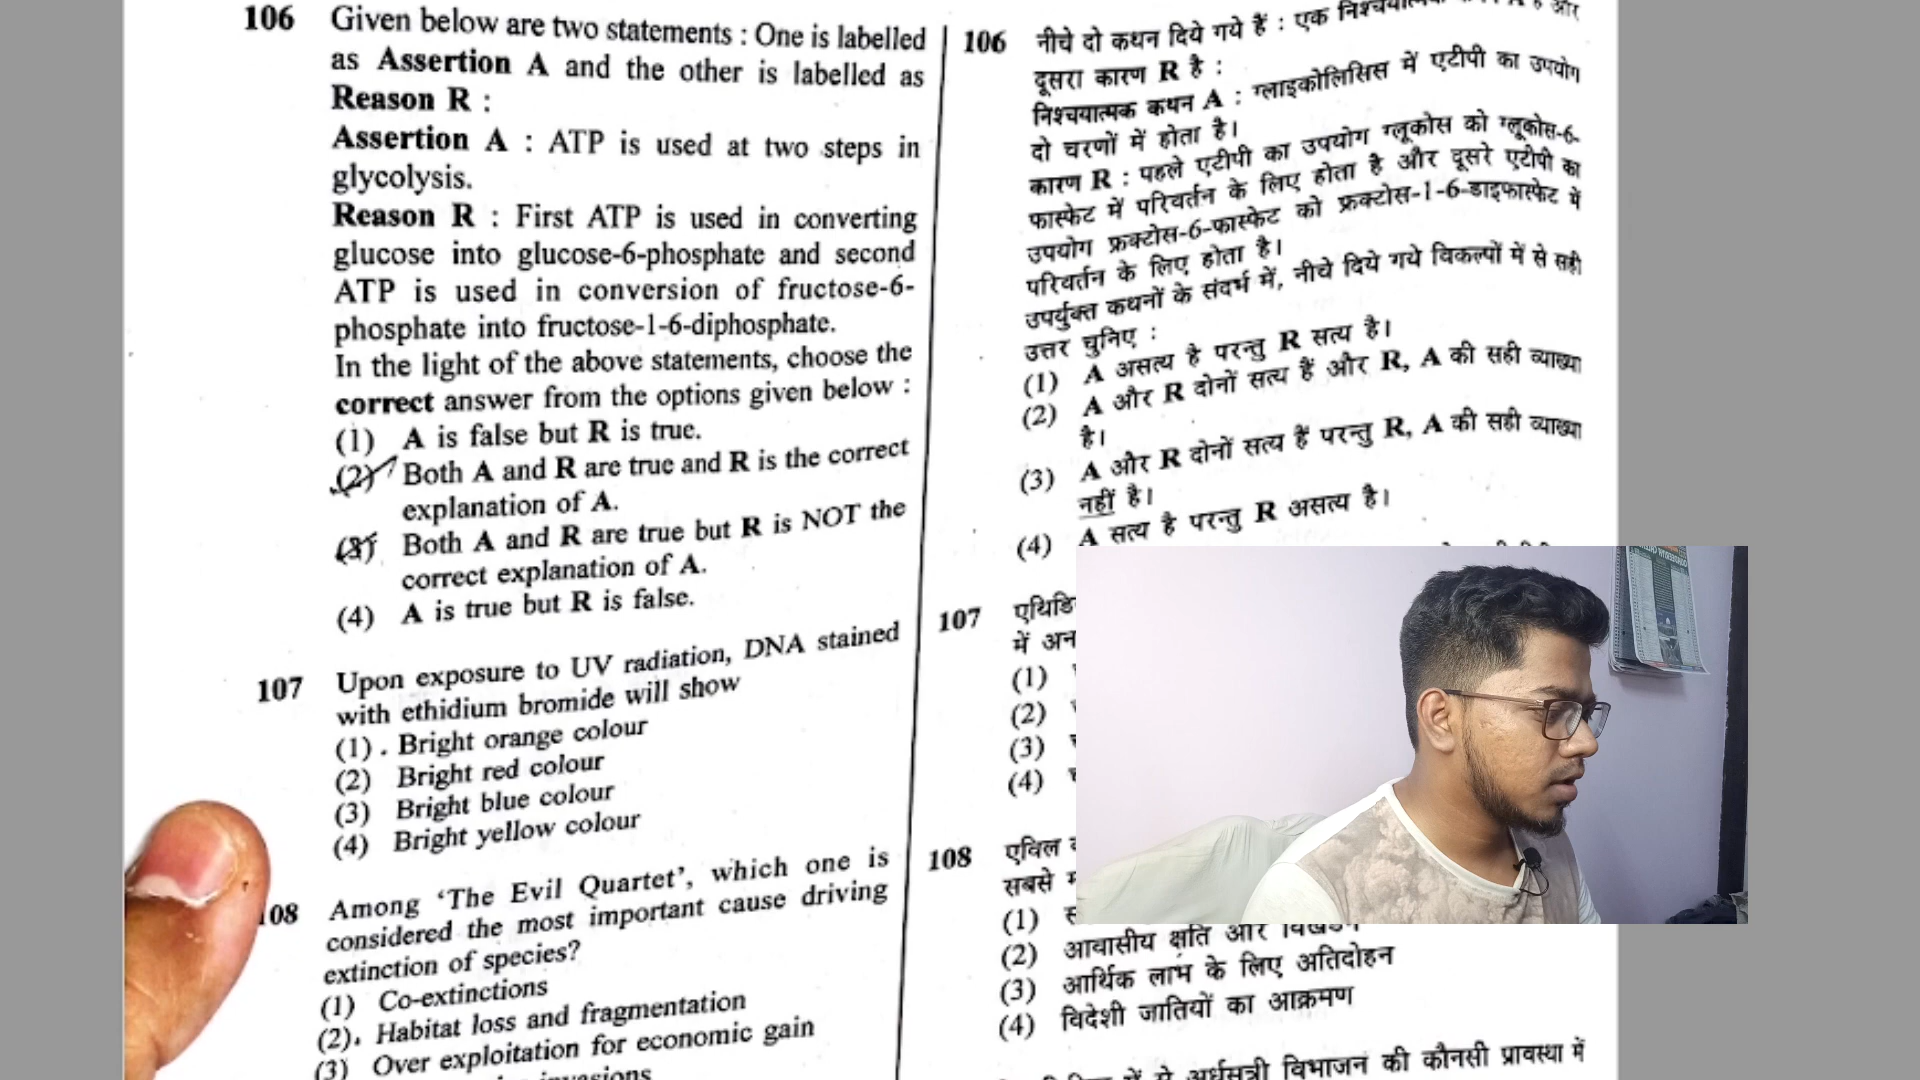 106 Given below are two statements : One is labelled
as Assertion A and the other is labelled as
Reason R :
Assertion A : ATP is used at two steps in
glycolysis.
Reason R : First ATP is used in converting
glucose into glucose-6-phosphate and second
ATP is used in conversion of fructose-6-
phosphate into fructose-1-6-diphosphate.
In the light of the above statements, choose the
correct answer from the options given below :
(1) A is false but R is true.
(2) Both A and R are true and R is the correct
explanation of A.
(3) Both A and R are true but R is NOT the
correct explanation of A.
(4) A is true but R is false.
107 Upon exposure to UV radiation, DNA stained
with ethidium bromide will show
(1) . Bright orange colour
(2) Bright red colour
(3) Bright blue colour
(4) Bright yellow colour
108 Among ‘The Evil Quartet’, which one is
considered the most important cause driving
extinction of species?
(1) Co-extinctions
(2). Habitat loss and fragmentation
(3) Over exploitation for economic gain
106 नीचे दो कथन दिये गये हैं : एक
दूसरा कारण R है :
निश्चयात्मक कथन A : ग्लाइकोलिसिस में एटीपी का उपयोग
दो चरणों में होता है।
कारण R : पहले एटीपी का उपयोग ग्लूकोस को ग्लूकोस-6-
फास्फेट में परिवर्तन के लिए होता है और दूसरे एटीपी का
उपयोग फ्रक्टोस-6-फास्फेट को फ्रक्टोस-1-6-डाइफास्फेट में
परिवर्तन के लिए होता है।
उपर्युक्त कथनों के संदर्भ में, नीचे दिये गये विकल्पों में से सही
उत्तर चुनिए :
(1) A असत्य है परन्तु R सत्य है।
(2) A और R दोनों सत्य हैं और R, A की सही व्याख्या
है।
(3) A और R दोनों सत्य हैं परन्तु R, A की सही व्याख्या
नहीं है।
(4) A सत्य है परन्तु R असत्य है।
107
में
(1)
(2)
(3)
(4)
108 एविल
सबसे
(1)
(2) आवासीय क्षति और
(3) आर्थिक लाभ के लिए अतिदोहन
(4) विदेशी जातियों का आक्रमण
में से अर्धसूत्री विभाजन की कौनसी प्रावस्था में